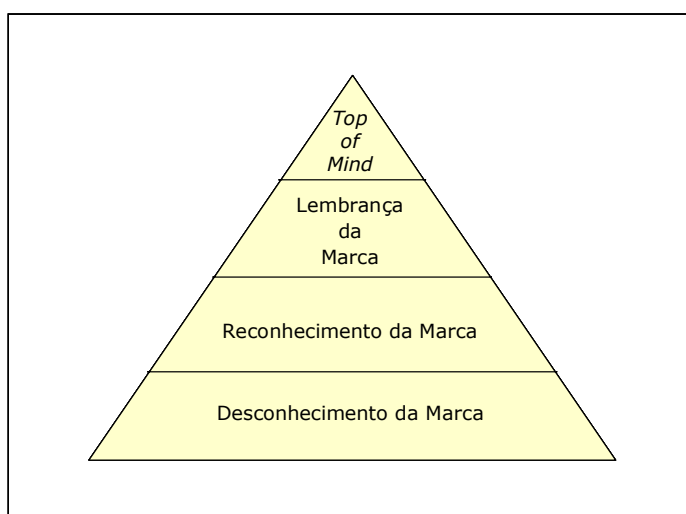 Top
of
Mind
Lembrança
da
Marca
Reconhecimento da Marca
Desconhecimento da Marca